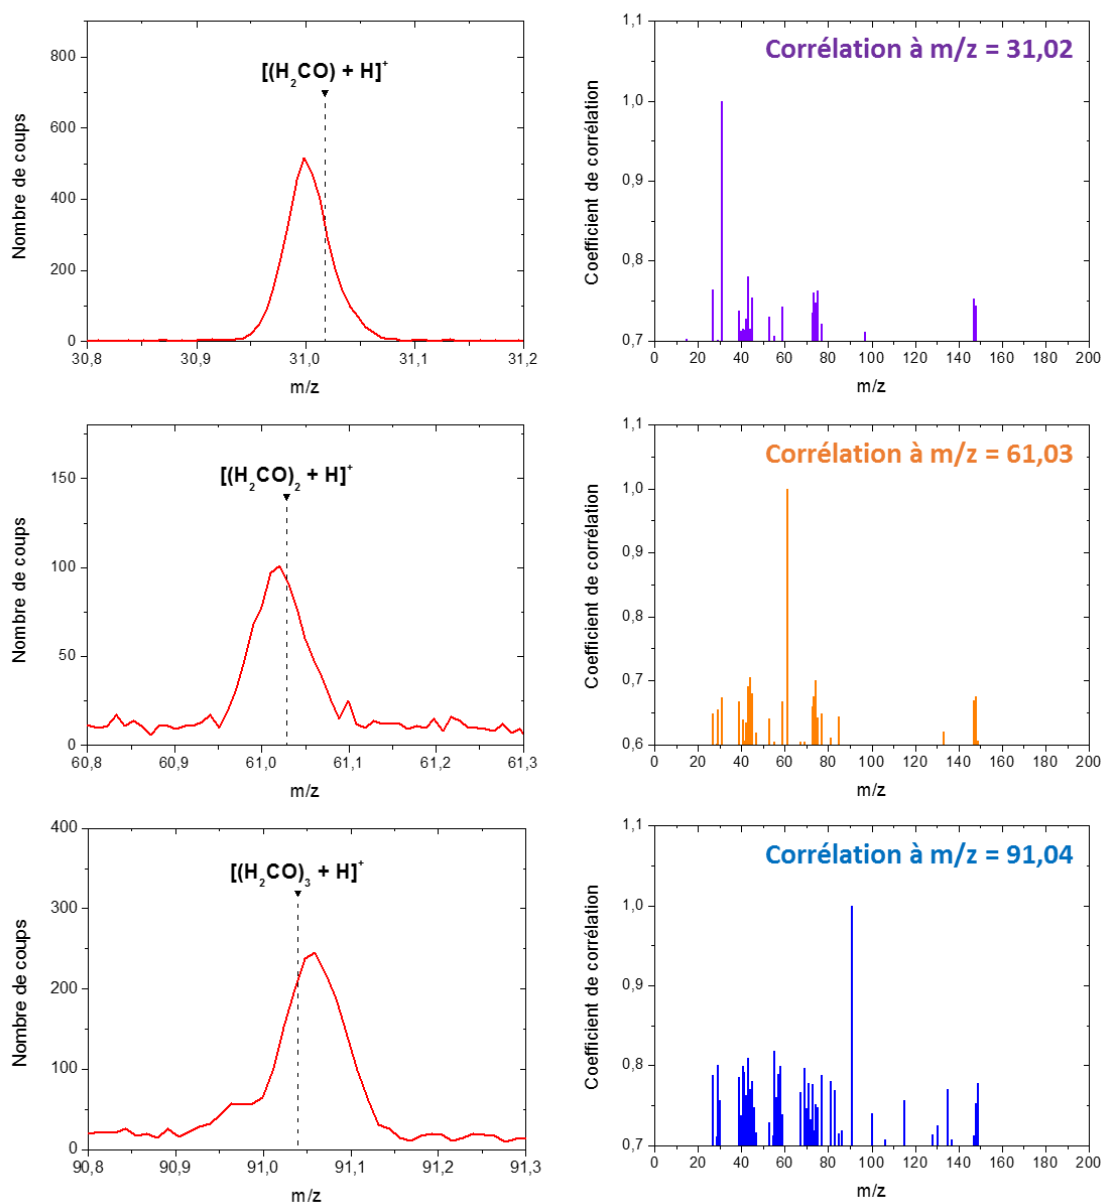 [(H₂CO) + H]⁺
Nombre de coups
800
600
400
200
0
30,8 30,9 31,0 31,1 31,2
m/z
Corrélation à m/z = 31,02
Coefficient de corrélation
1,1
1,0
0,9
0,8
0,7
0 20 40 60 80 100 120 140 160 180 200
m/z
[(H₂CO)₂ + H]⁺
Nombre de coups
150
100
50
0
60,8 60,9 61,0 61,1 61,2 61,3
m/z
Corrélation à m/z = 61,03
Coefficient de corrélation
1,1
1,0
0,9
0,8
0,7
0,6
0 20 40 60 80 100 120 140 160 180 200
m/z
[(H₂CO)₃ + H]⁺
Nombre de coups
400
300
200
100
0
90,8 90,9 91,0 91,1 91,2 91,3
m/z
Corrélation à m/z = 91,04
Coefficient de corrélation
1,1
1,0
0,9
0,8
0,7
0 20 40 60 80 100 120 140 160 180 200
m/z